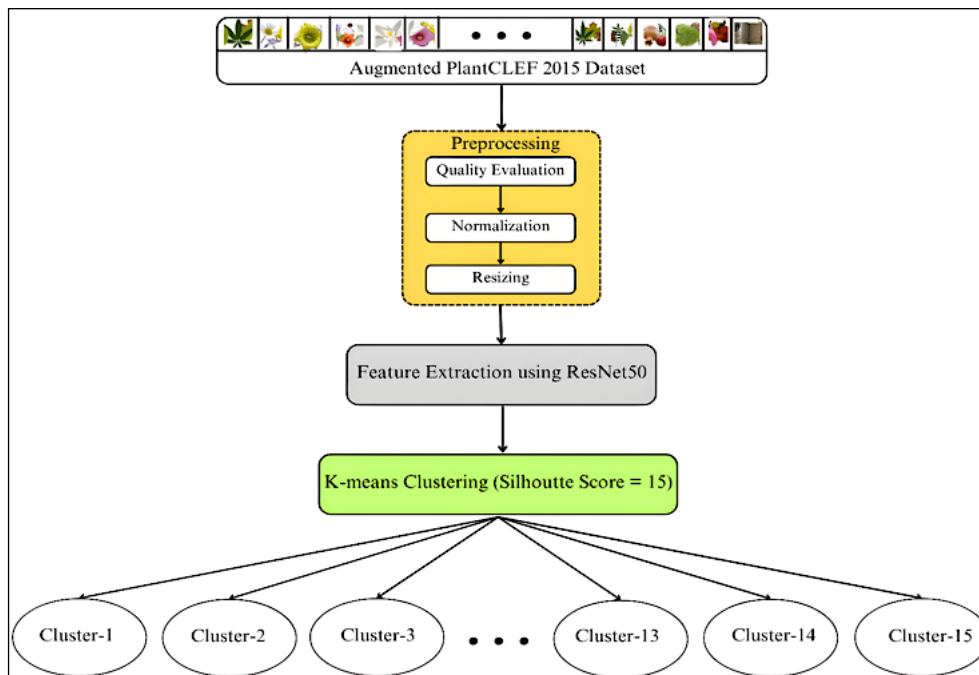 Augmented PlantCLEF 2015 Dataset
Preprocessing
Quality Evaluation
Normalization
Resizing
Feature Extraction using ResNet50
K-means Clustering (Silhoutte Score = 15)
Cluster-1
Cluster-2
Cluster-3
Cluster-13
Cluster-14
Cluster-15